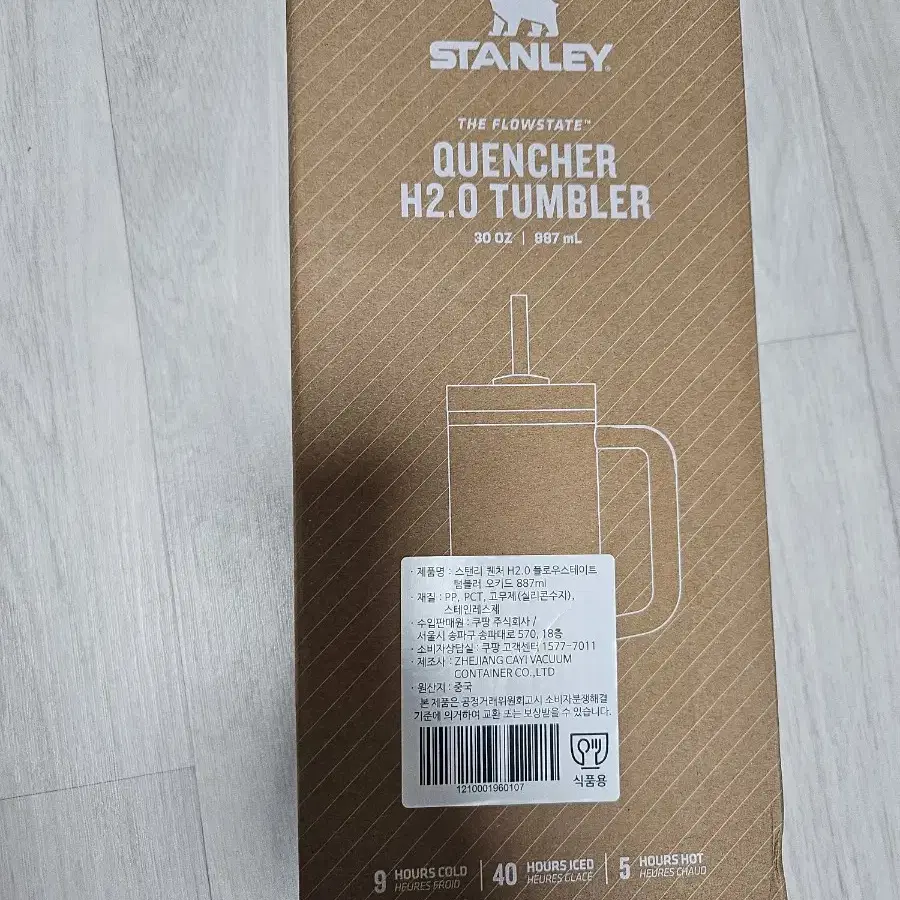 STANLEY®
THE FLOWSTATE™
QUENCHER
H2.0 TUMBLER
30 OZ | 887 mL
· 제품명 : 스탠리 퀜처 H2.0 플로우스테이트
텀블러 오키드 887ml
· 재질 : PP, PCT, 고무제(실리콘수지),
스테인레스제
· 수입판매원 : 쿠팡 주식회사 /
서울시 송파구 송파대로 570, 18층
· 소비자상담실 : 쿠팡 고객센터 1577-7011
· 제조사 : ZHEJIANG CAYI VACUUM
CONTAINER CO.,LTD
· 원산지 : 중국
본 제품은 공정거래위원회고시 소비자분쟁해결
기준에 의거하여 교환 또는 보상받을 수 있습니다.
1210001960107
식품용
9 HOURS COLD HEURES FROID | 40 HOURS ICED HEURES GLACÉ | 5 HOURS HOT HEURES CHAUD